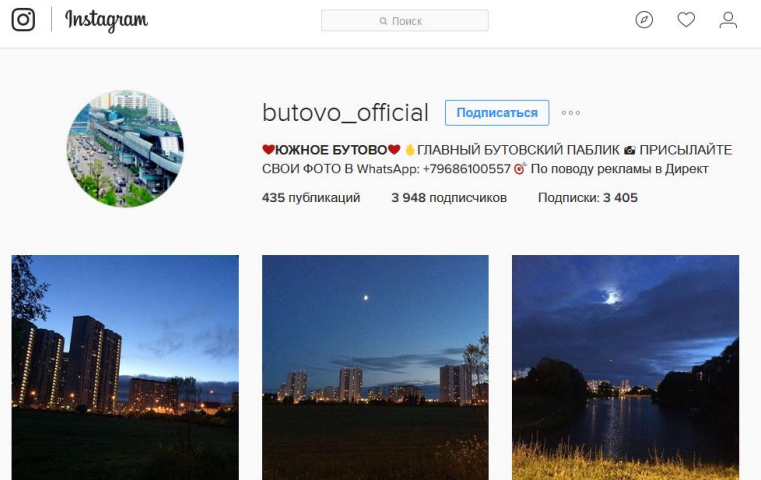 Instagram
Поиск
butovo_official Подписаться
❤ЮЖНОЕ БУТОВО❤ ГЛАВНЫЙ БУТОВСКИЙ ПАБЛИК 📷 ПРИСЫЛАЙТЕ
СВОИ ФОТО В WhatsApp: +79686100557 🎯 По поводу рекламы в Директ
435 публикаций 3 948 подписчиков Подписки: 3 405